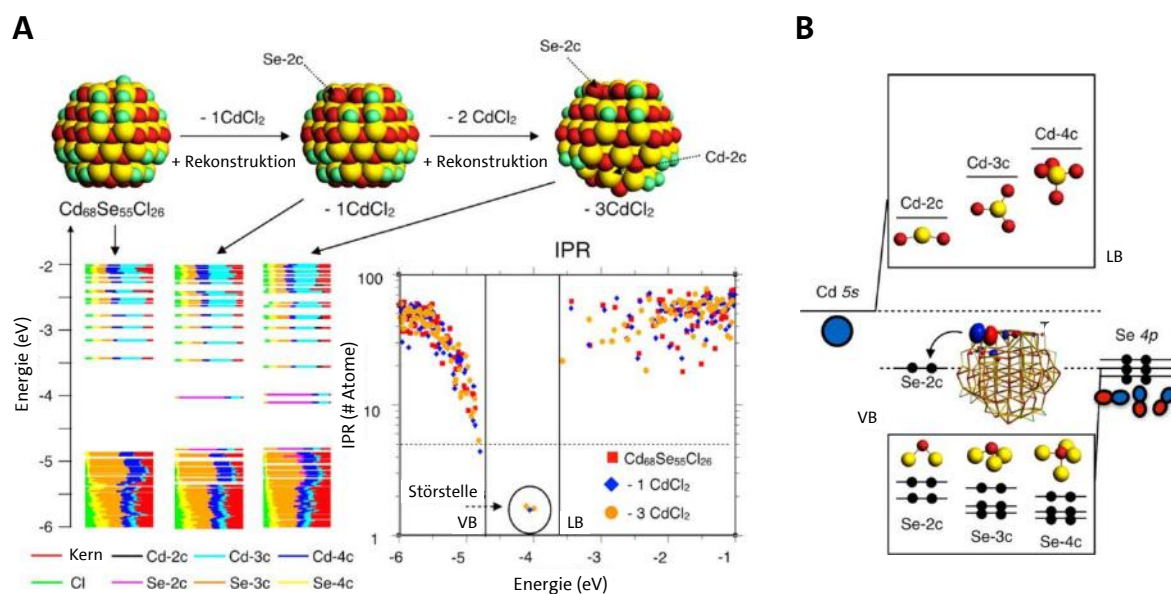 A
Se-2c
Se-2c
- 1CdCl₂
+ Rekonstruktion
- 2 CdCl₂
+ Rekonstruktion
Cd-2c
Cd₆₈Se₅₅Cl₂₆
- 1CdCl₂
- 3CdCl₂
Energie (eV)
-2
-3
-4
-5
-6
Kern
Cd-2c
Cd-3c
Cd-4c
Cl
Se-2c
Se-3c
Se-4c
IPR
IPR (# Atome)
100
10
1
Cd₆₈Se₅₅Cl₂₆
- 1 CdCl₂
- 3 CdCl₂
Störstelle
VB
LB
-6
-5
-4
-3
-2
-1
Energie (eV)
B
Cd-4c
Cd-3c
Cd-2c
LB
Cd 5s
Se 4p
Se-2c
VB
Se-2c
Se-3c
Se-4c